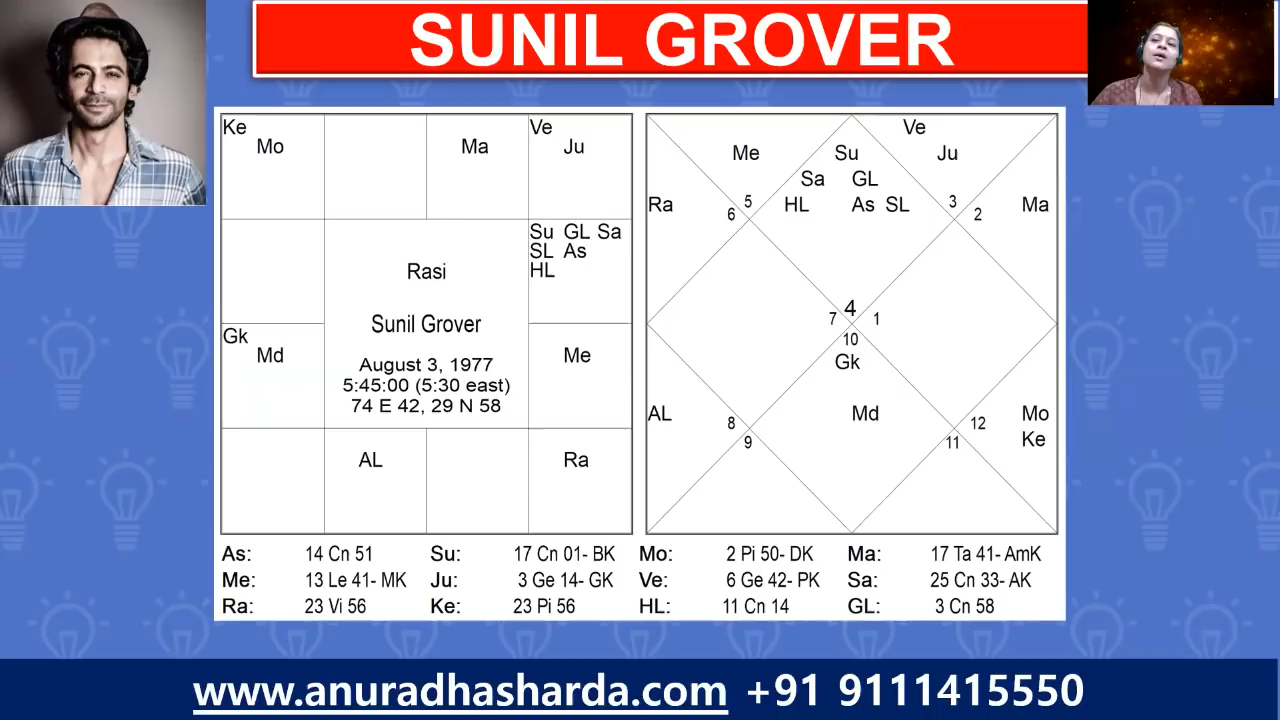 SUNIL GROVER
Ke
Mo
Ma
Ve
Ju
Su GL Sa
SL As
HL
Rasi
Sunil Grover
August 3, 1977
5:45:00 (5:30 east)
74 E 42, 29 N 58
Gk
Md
Me
AL
Ra
Ve
Me Su Ju
Sa GL
Ra HL As SL Ma
5 3
6 2
4
7 1
10
Gk
AL Md Mo
8 12
Ke
9 11
As: 14 Cn 51 Su: 17 Cn 01- BK Mo: 2 Pi 50- DK Ma: 17 Ta 41- AmK
Me: 13 Le 41- MK Ju: 3 Ge 14- GK Ve: 6 Ge 42- PK Sa: 25 Cn 33- AK
Ra: 23 Vi 56 Ke: 23 Pi 56 HL: 11 Cn 14 GL: 3 Cn 58
www.anuradhasharda.com +91 9111415550